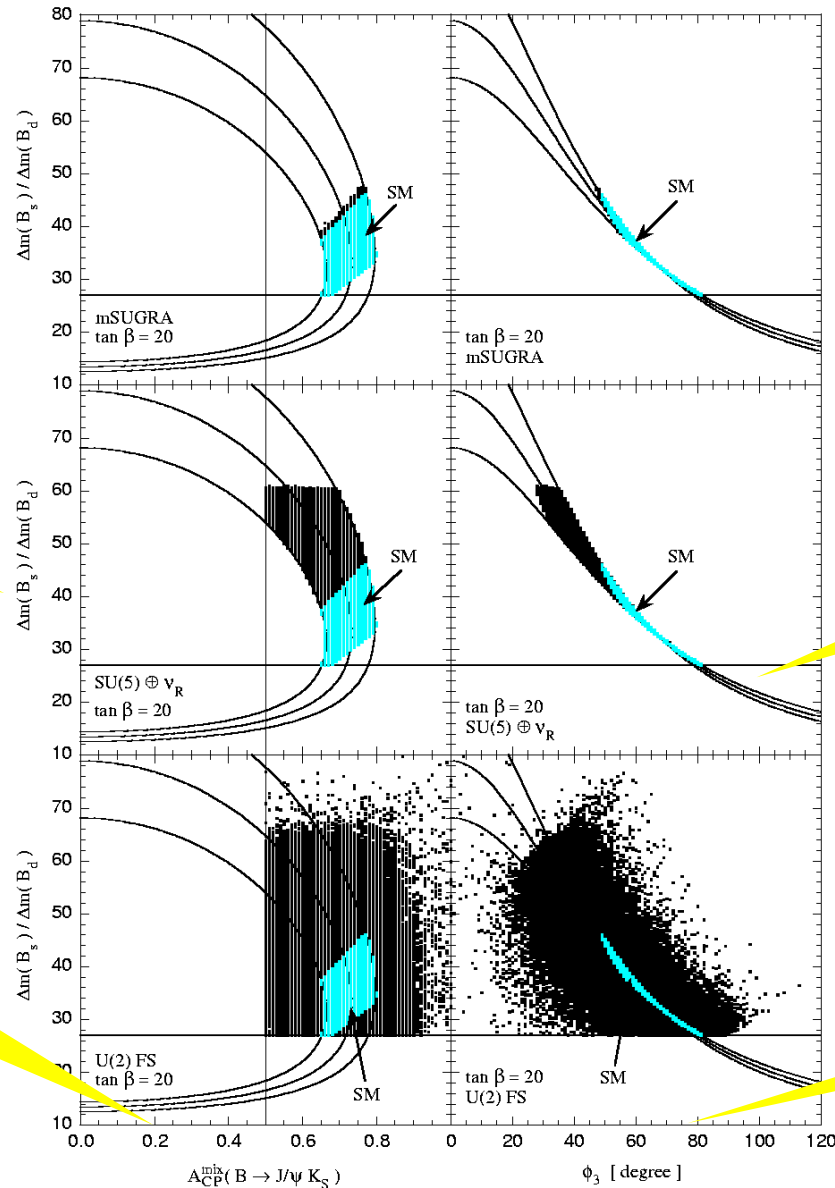 80
70
Δm( B_s ) / Δm( B_d )
60
50
40
30
20
10
SM
mSUGRA
tan β = 20
SM
tan β = 20
mSUGRA
70
Δm( B_s ) / Δm( B_d )
60
50
40
30
20
10
SM
SU(5) ⊕ ν_R
tan β = 20
SM
tan β = 20
SU(5) ⊕ ν_R
70
Δm( B_s ) / Δm( B_d )
60
50
40
30
20
10
U(2) FS
tan β = 20
SM
tan β = 20
SM
U(2) FS
0.0 0.2 0.4 0.6 0.8 0 20 40 60 80 100 120
A_CP^mix ( B → J/ψ K_S )
ϕ_3 [ degree ]